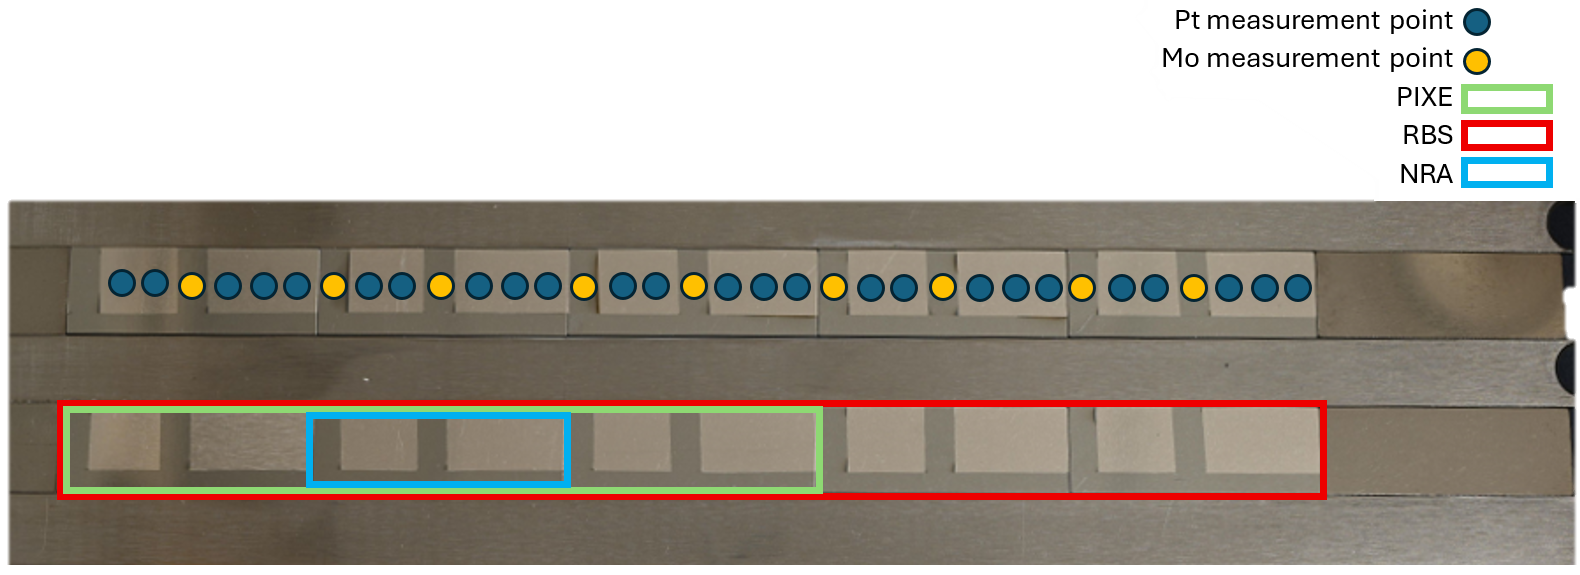 Pt measurement point
Mo measurement point
PIXE
RBS
NRA